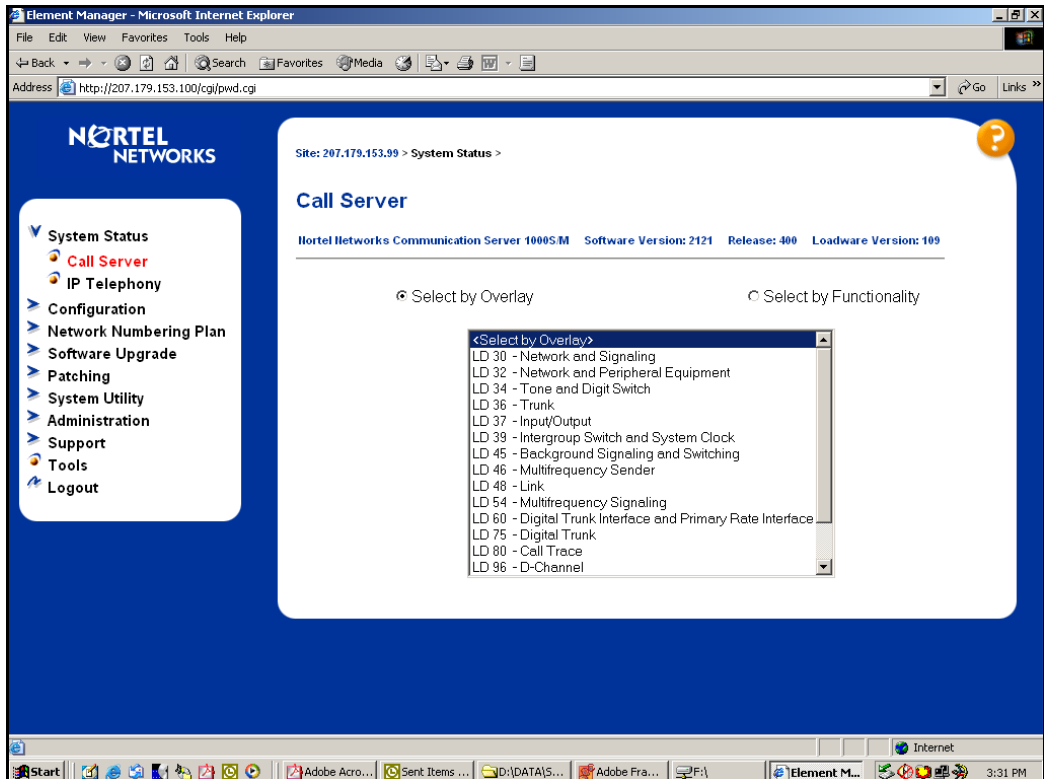 Element Manager - Microsoft Internet Explorer
File Edit View Favorites Tools Help
Back Search Favorites Media
Address http://207.179.153.100/cgi/pwd.cgi Go Links »
NORTEL
NETWORKS
Site: 207.179.153.99 > System Status >
Call Server
Nortel Networks Communication Server 1000S/M Software Version: 2121 Release: 400 Loadware Version: 109
System Status
Call Server
IP Telephony
Configuration
Network Numbering Plan
Software Upgrade
Patching
System Utility
Administration
Support
Tools
Logout
Select by Overlay Select by Functionality
<Select by Overlay>
LD 30 - Network and Signaling
LD 32 - Network and Peripheral Equipment
LD 34 - Tone and Digit Switch
LD 36 - Trunk
LD 37 - Input/Output
LD 39 - Intergroup Switch and System Clock
LD 45 - Background Signaling and Switching
LD 46 - Multifrequency Sender
LD 48 - Link
LD 54 - Multifrequency Signaling
LD 60 - Digital Trunk Interface and Primary Rate Interface
LD 75 - Digital Trunk
LD 80 - Call Trace
LD 96 - D-Channel
Internet
Start Adobe Acro... Sent Items ... D:\DATA\S... Adobe Fra... F:\ Element M... 3:31 PM